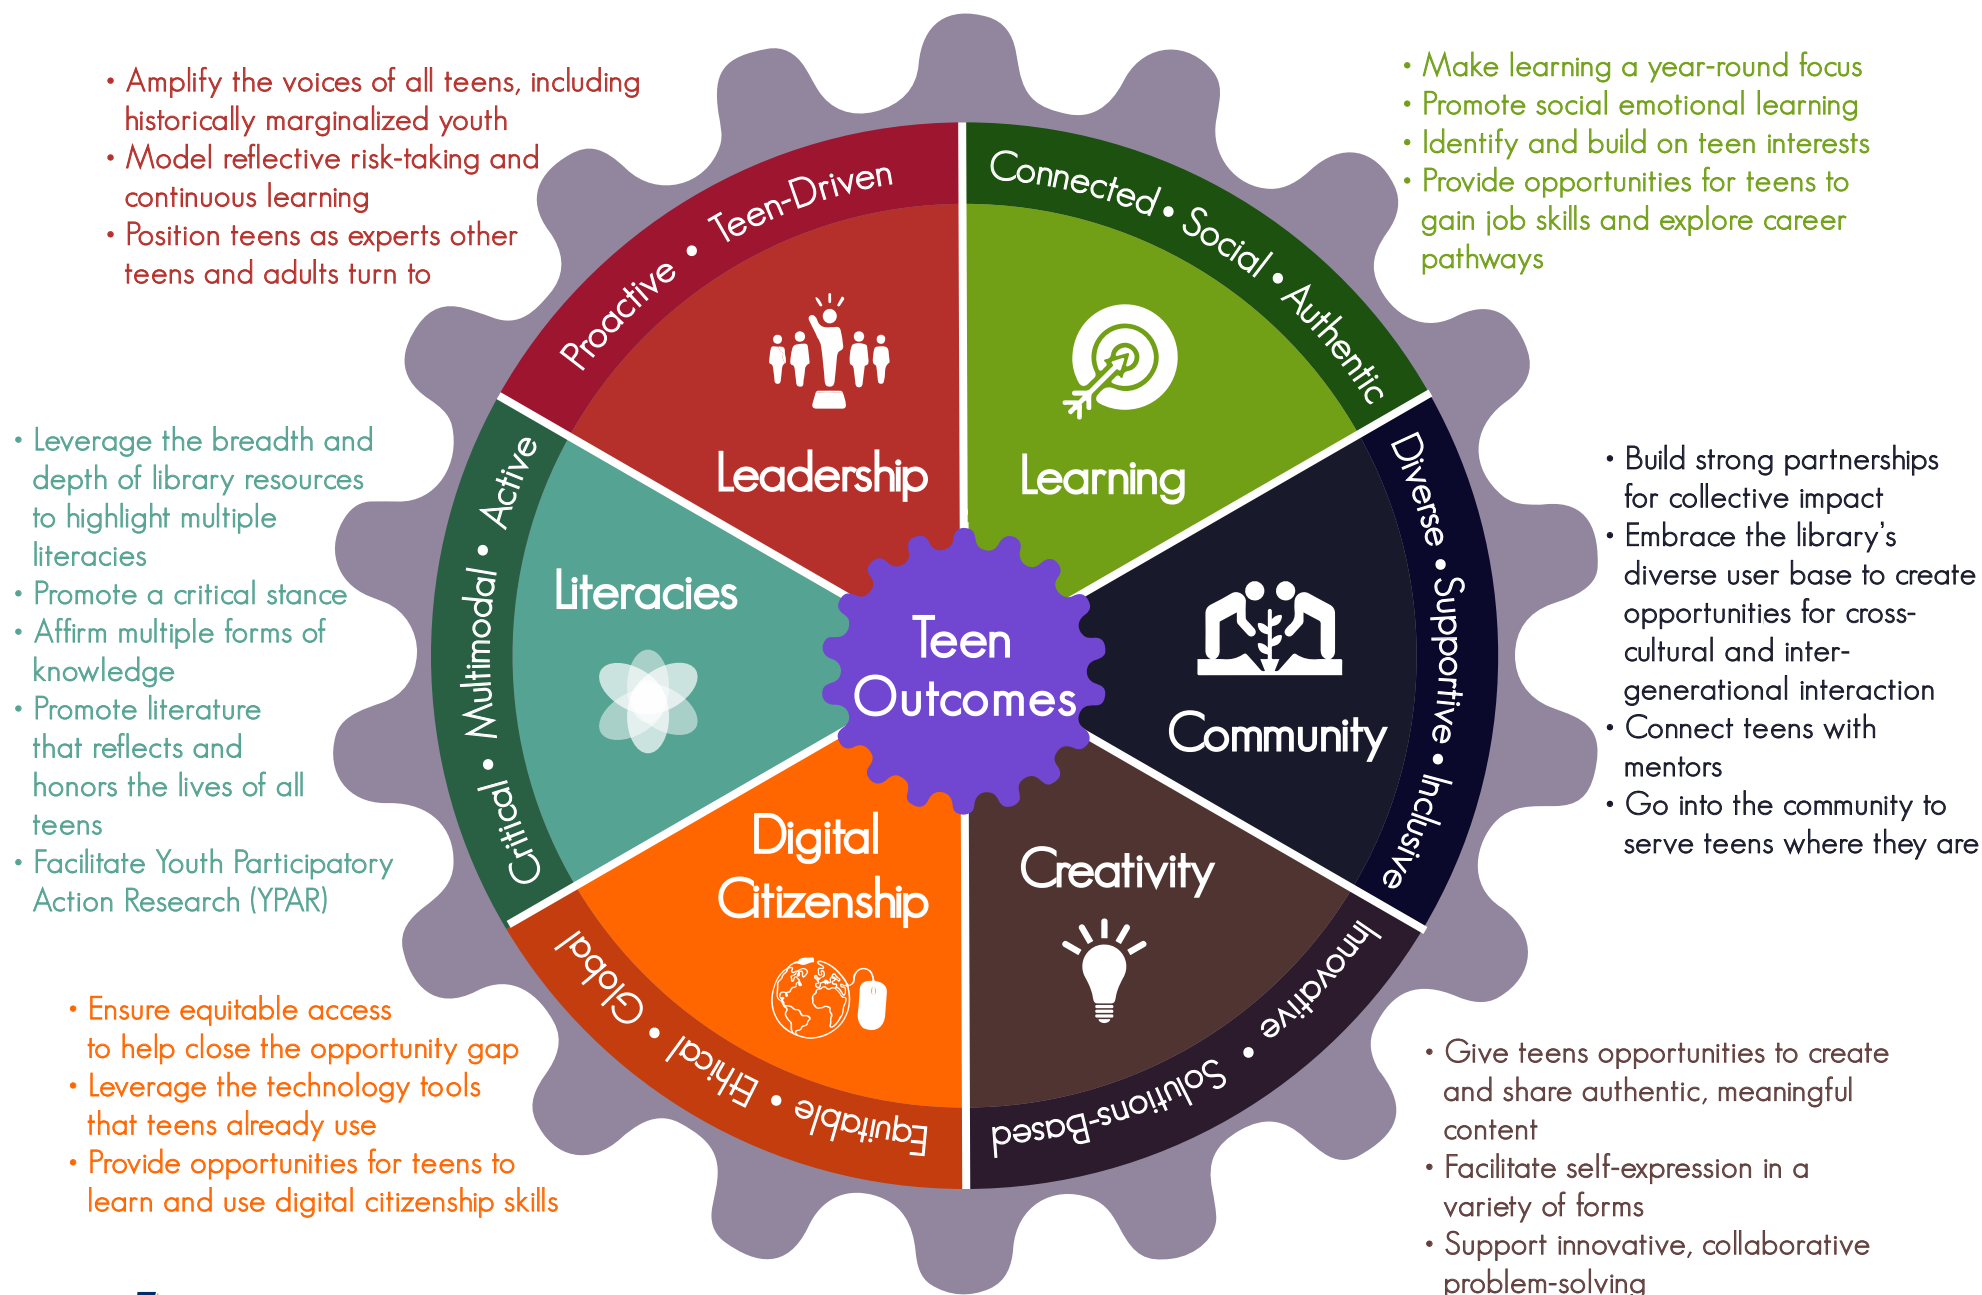 • Amplify the voices of all teens, including
historically marginalized youth
• Model reflective risk-taking and
continuous learning
• Position teens as experts other
teens and adults turn to
• Make learning a year-round focus
• Promote social emotional learning
• Identify and build on teen interests
• Provide opportunities for teens to
gain job skills and explore career
pathways
Proactive • Teen-Driven
Connected • Social • Authentic
Leadership
Learning
• Leverage the breadth and
depth of library resources
to highlight multiple
literacies
• Promote a critical stance
• Affirm multiple forms of
knowledge
• Promote literature
that reflects and
honors the lives of all
teens
• Facilitate Youth Participatory
Action Research (YPAR)
Critical • Multimodal • Active
Literacies
Teen
Outcomes
Community
Diverse • Supportive • Inclusive
• Build strong partnerships
for collective impact
• Embrace the library's
diverse user base to create
opportunities for cross-
cultural and inter-
generational interaction
• Connect teens with
mentors
• Go into the community to
serve teens where they are
Digital
Citizenship
Creativity
Equitable • Ethical • Global
Innovative • Solutions-Based
• Ensure equitable access
to help close the opportunity gap
• Leverage the technology tools
that teens already use
• Provide opportunities for teens to
learn and use digital citizenship skills
• Give teens opportunities to create
and share authentic, meaningful
content
• Facilitate self-expression in a
variety of forms
• Support innovative, collaborative
problem-solving